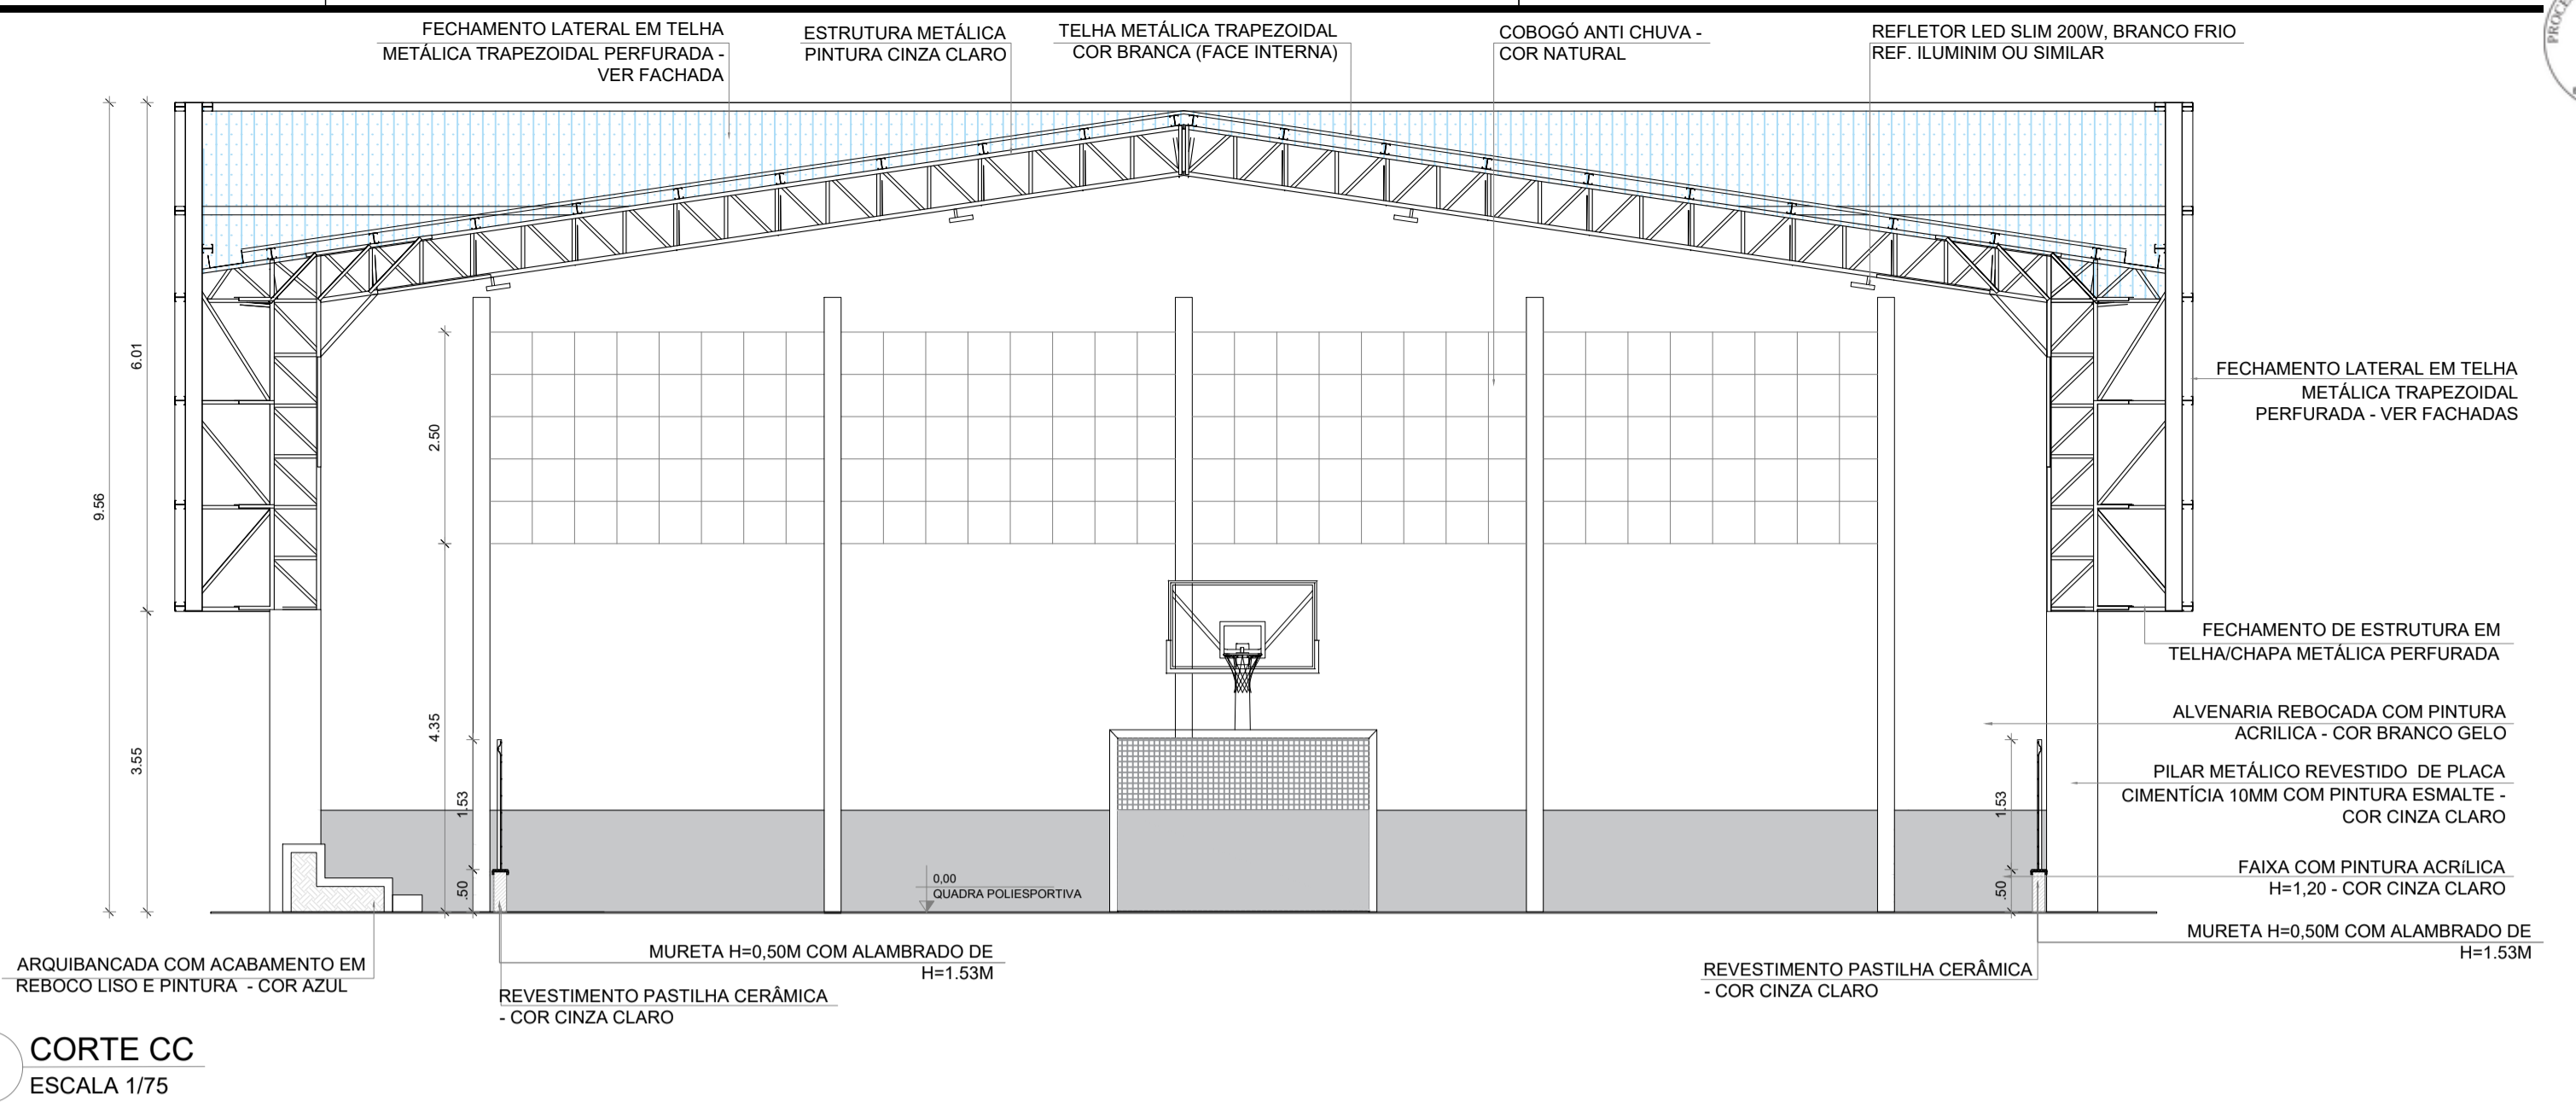 FECHAMENTO LATERAL EM TELHA
METÁLICA TRAPEZOIDAL PERFURADA -
VER FACHADA
ESTRUTURA METÁLICA
PINTURA CINZA CLARO
TELHA METÁLICA TRAPEZOIDAL
COR BRANCA (FACE INTERNA)
COBOGÓ ANTI CHUVA -
COR NATURAL
REFLETOR LED SLIM 200W, BRANCO FRIO
REF. ILUMINIM OU SIMILAR
9.56
6.01
3.55
2.50
4.35
1.53
.50
FECHAMENTO LATERAL EM TELHA
METÁLICA TRAPEZOIDAL
PERFURADA - VER FACHADAS
FECHAMENTO DE ESTRUTURA EM
TELHA/CHAPA METÁLICA PERFURADA
ALVENARIA REBOCADA COM PINTURA
ACRILICA - COR BRANCO GELO
PILAR METÁLICO REVESTIDO DE PLACA
CIMENTÍCIA 10MM COM PINTURA ESMALTE -
COR CINZA CLARO
1.53
.50
FAIXA COM PINTURA ACRíLICA
H=1,20 - COR CINZA CLARO
0,00
QUADRA POLIESPORTIVA
MURETA H=0,50M COM ALAMBRADO DE
H=1.53M
MURETA H=0,50M COM ALAMBRADO DE
H=1.53M
ARQUIBANCADA COM ACABAMENTO EM
REBOCO LISO E PINTURA - COR AZUL
REVESTIMENTO PASTILHA CERÂMICA
- COR CINZA CLARO
REVESTIMENTO PASTILHA CERÂMICA
- COR CINZA CLARO
CORTE CC
ESCALA 1/75